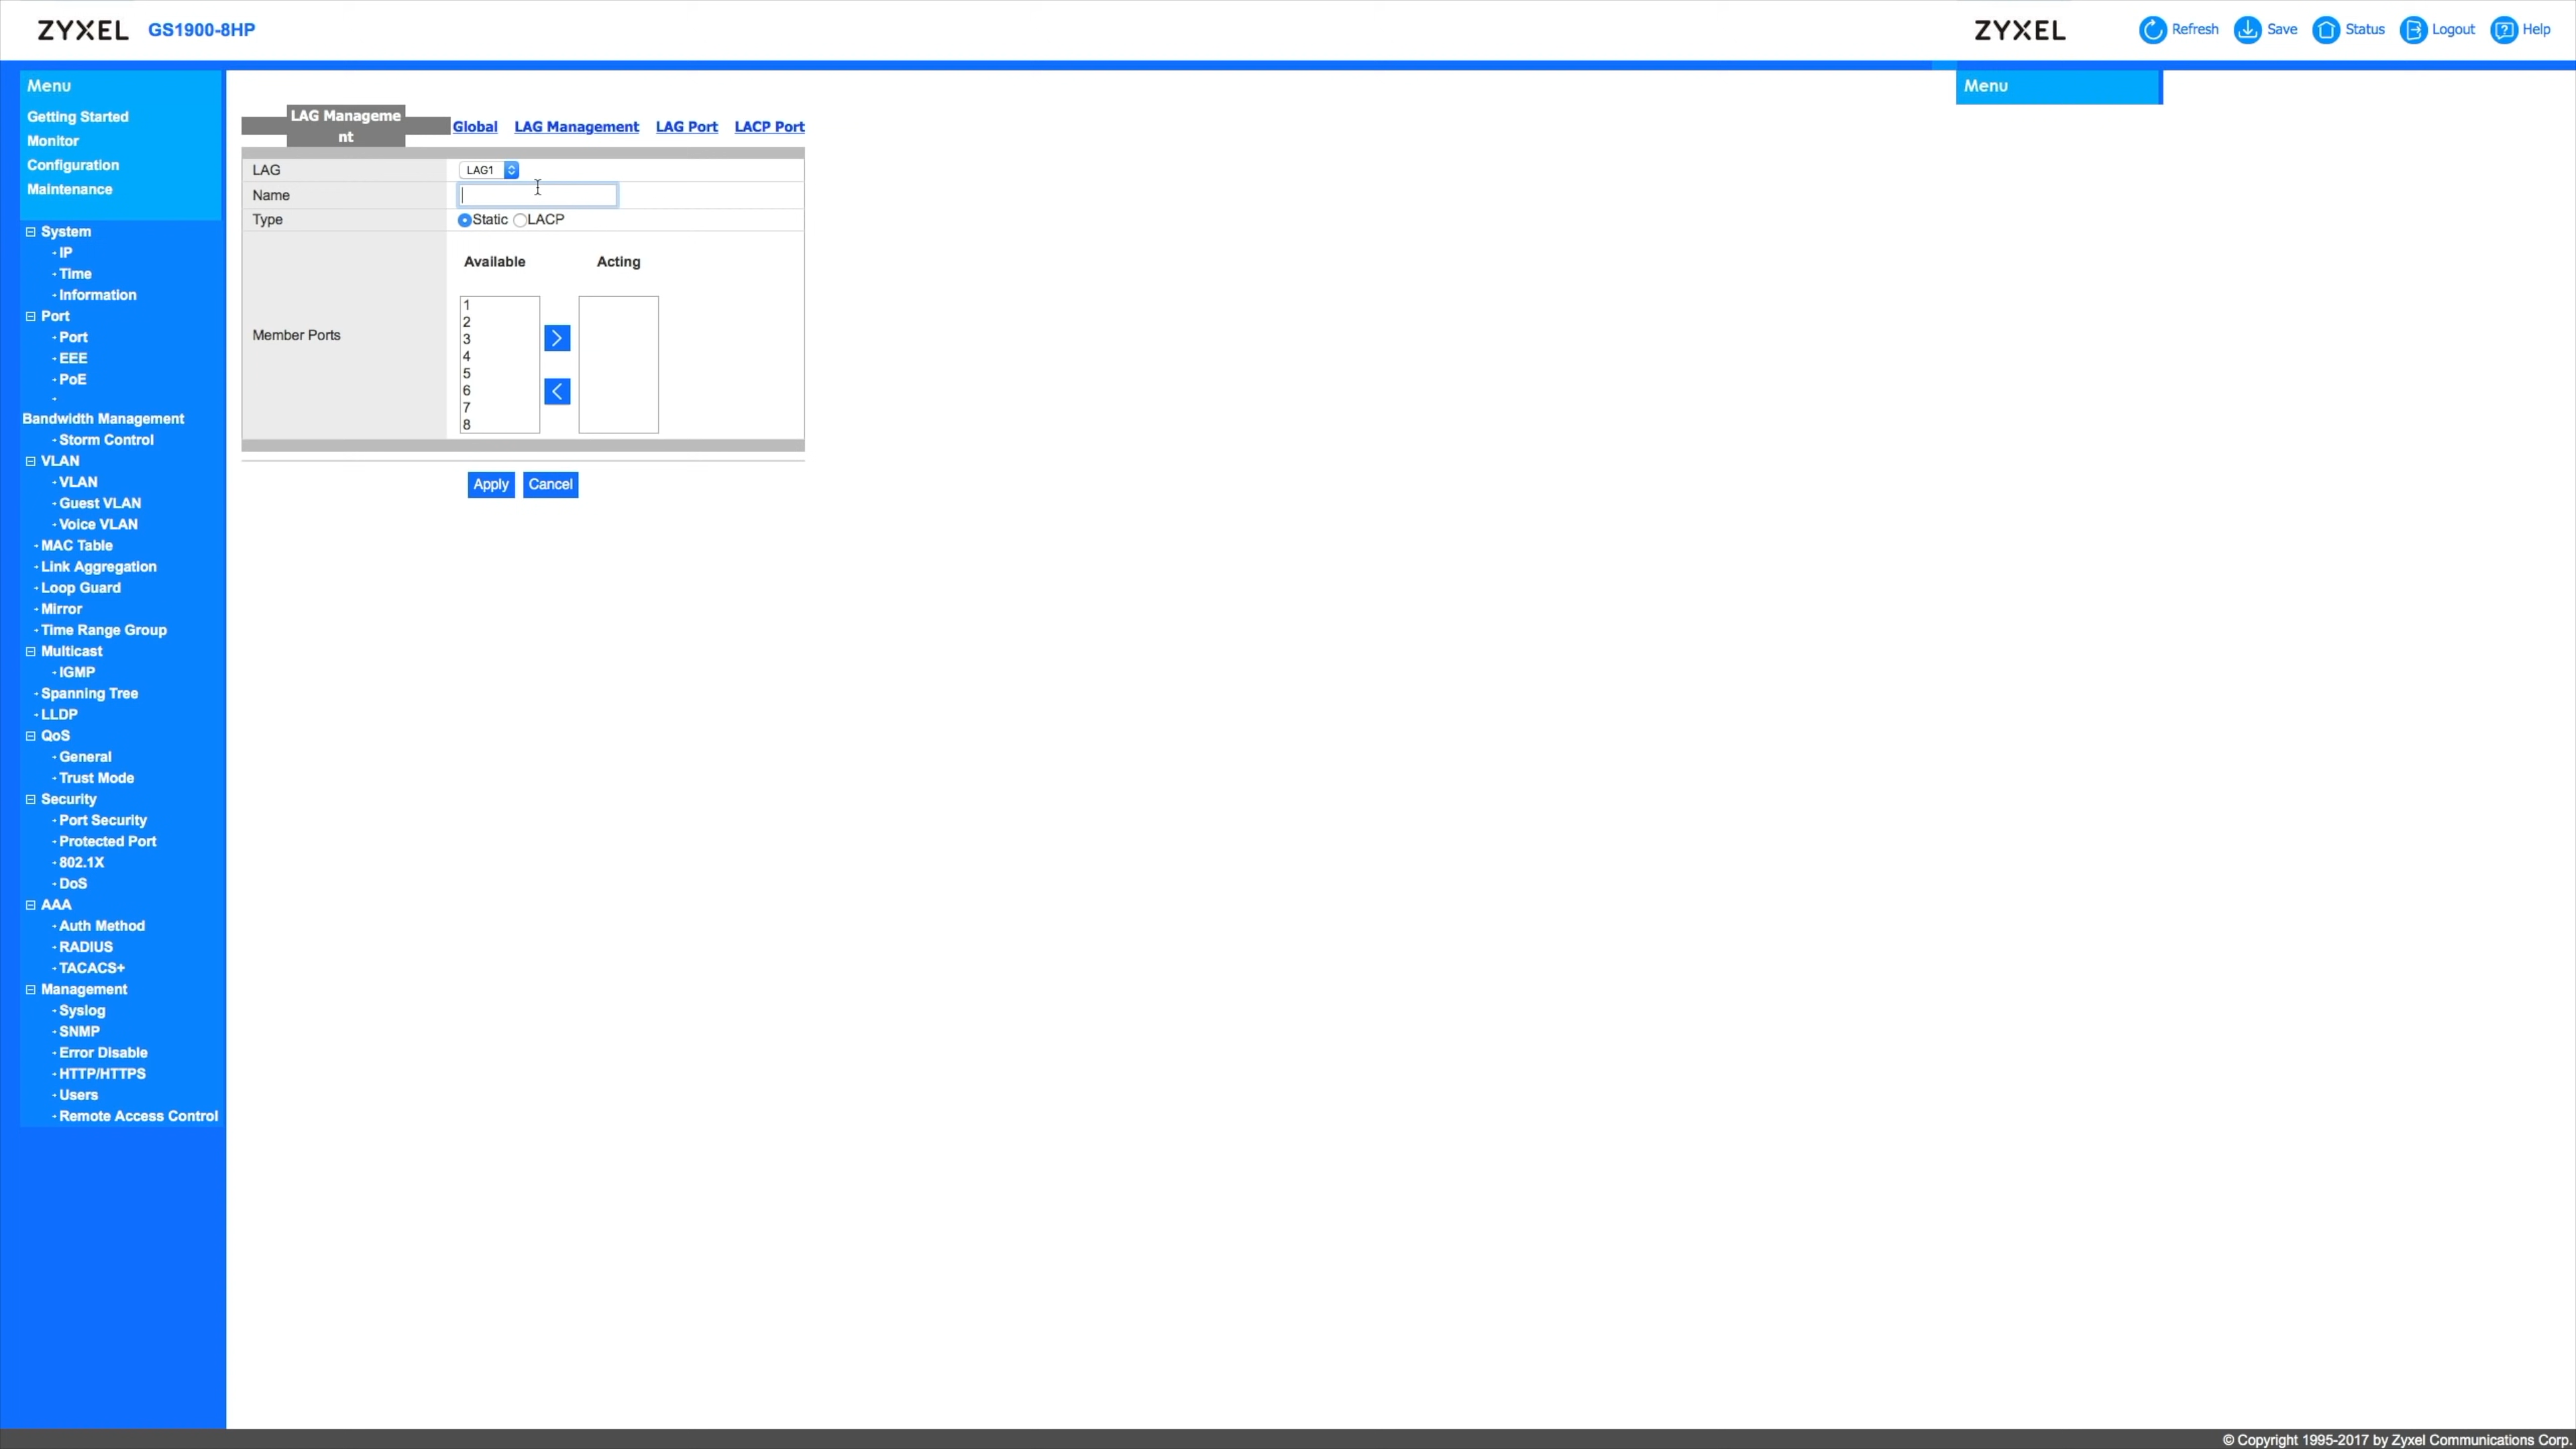 ZYXEL GS1900-8HP
ZYXEL Refresh Save Status Logout Help
Menu
Getting Started
Monitor
Configuration
Maintenance
System
IP
Time
Information
Port
Port
EEE
PoE
Bandwidth Management
Storm Control
VLAN
VLAN
Guest VLAN
Voice VLAN
MAC Table
Link Aggregation
Loop Guard
Mirror
Time Range Group
Multicast
IGMP
Spanning Tree
LLDP
QoS
General
Trust Mode
Security
Port Security
Protected Port
802.1X
DoS
AAA
Auth Method
RADIUS
TACACS+
Management
Syslog
SNMP
Error Disable
HTTP/HTTPS
Users
Remote Access Control
LAG Manageme
nt
Global LAG Management LAG Port LACP Port
LAG LAG1
Name
Type Static LACP
Available Acting
Member Ports
1
2
3
4
5
6
7
8
Apply Cancel
Menu
© Copyright 1995-2017 by Zyxel Communications Corp.